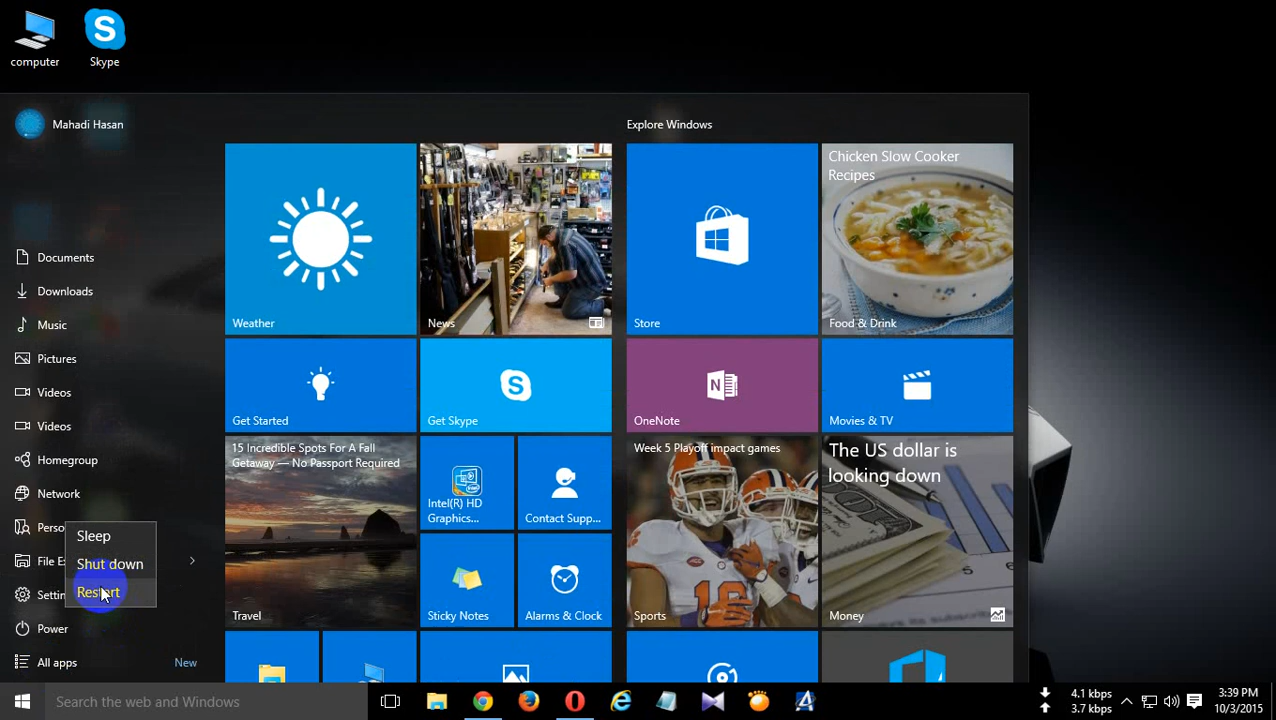 computer
Skype
Mahadi Hasan
Explore Windows
Documents
Downloads
Music
Pictures
Videos
Videos
Homegroup
Network
Perso
File Ex
Settin
Power
All apps
New
Sleep
Shut down
Restart
Weather
News
Store
Chicken Slow Cooker
Recipes
Food & Drink
Get Started
Get Skype
OneNote
Movies & TV
15 Incredible Spots For A Fall
Getaway — No Passport Required
Travel
Intel(R) HD
Graphics...
Contact Supp...
Sticky Notes
Alarms & Clock
Week 5 Playoff impact games
Sports
The US dollar is
looking down
Money
Search the web and Windows
4.1 kbps
3.7 kbps
3:39 PM
10/3/2015